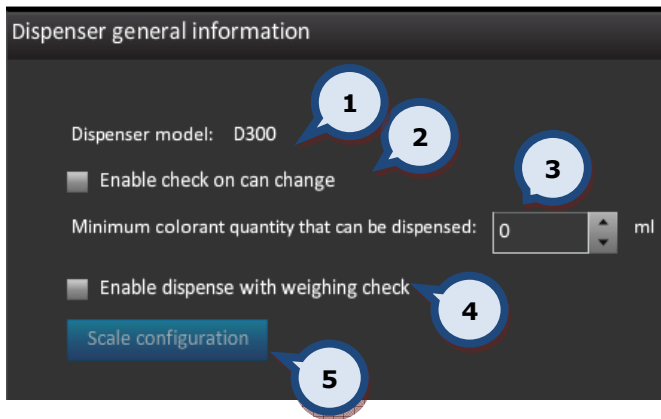 Dispenser general information
1
Dispenser model: D300
2
Enable check on can change
3
Minimum colorant quantity that can be dispensed: 0 ml
Enable dispense with weighing check
4
Scale configuration
5